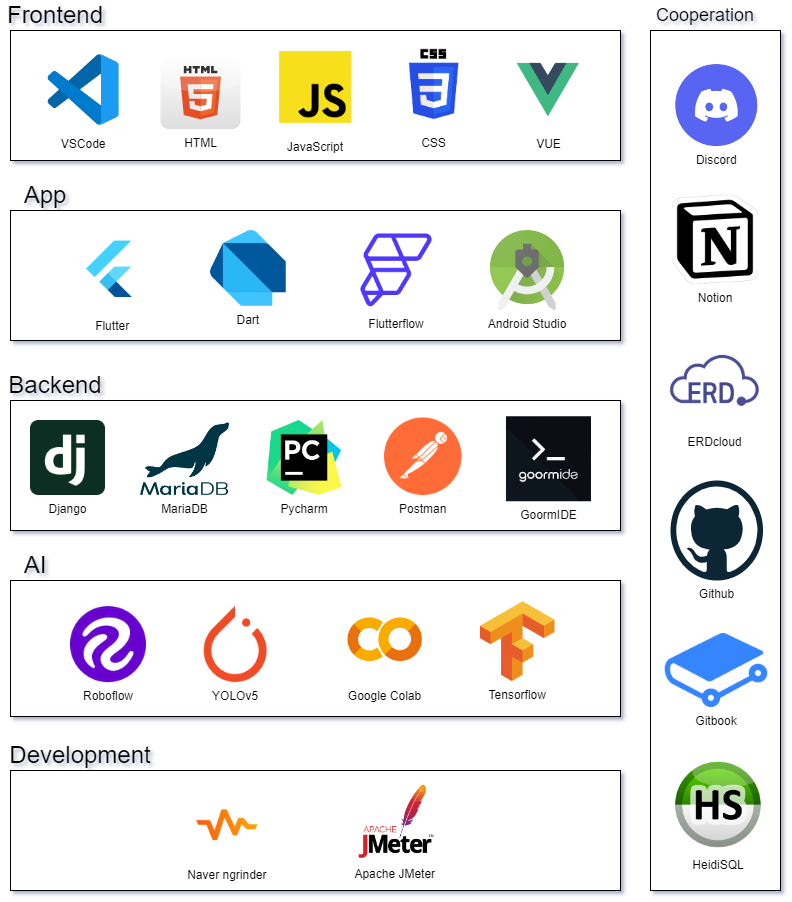 Frontend
VSCode
HTML
HTML
JS
JavaScript
CSS
3
CSS
VUE
App
Flutter
Dart
Flutterflow
Android Studio
Backend
dj
Django
MariaDB
MariaDB
PC
Pycharm
Postman
goormide
GoormIDE
AI
Roboflow
YOLOv5
Google Colab
Tensorflow
Development
Naver ngrinder
APACHE
JMeter™
Apache JMeter
Cooperation
Discord
N
Notion
ERD
ERDcloud
Github
Gitbook
HS
HeidiSQL